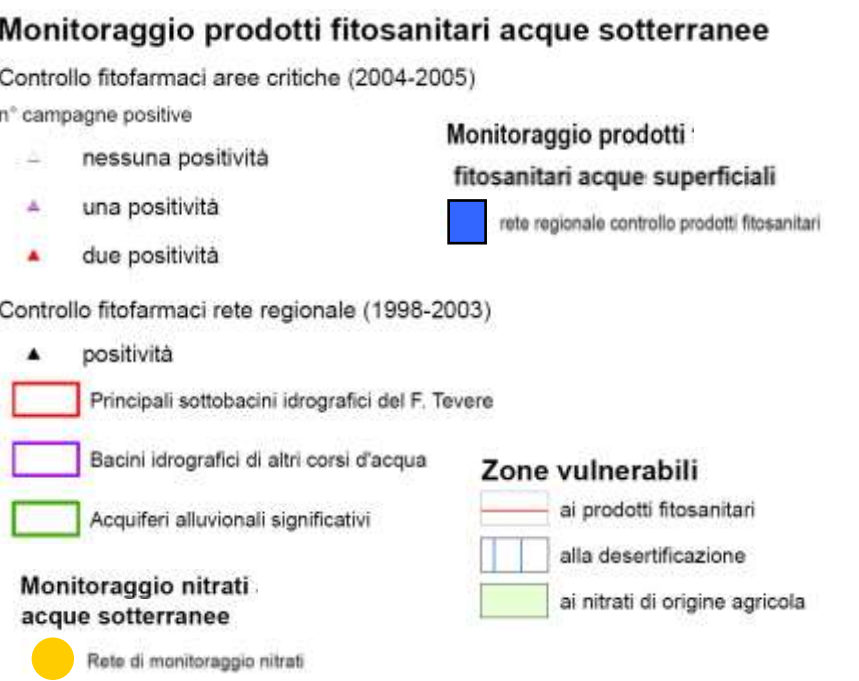 Monitoraggio prodotti fitosanitari acque sotterranee
Controllo fitofarmaci aree critiche (2004-2005)
n° campagne positive
nessuna positività
una positività
due positività
Monitoraggio prodotti
fitosanitari acque superficiali
rete regionale controllo prodotti fitosanitari
Controllo fitofarmaci rete regionale (1998-2003)
positività
Principali sottobacini idrografici del F. Tevere
Bacini idrografici di altri corsi d'acqua
Acquiferi alluvionali significativi
Zone vulnerabili
ai prodotti fitosanitari
alla desertificazione
ai nitrati di origine agricola
Monitoraggio nitrati
acque sotterranee
Rete di monitoraggio nitrati